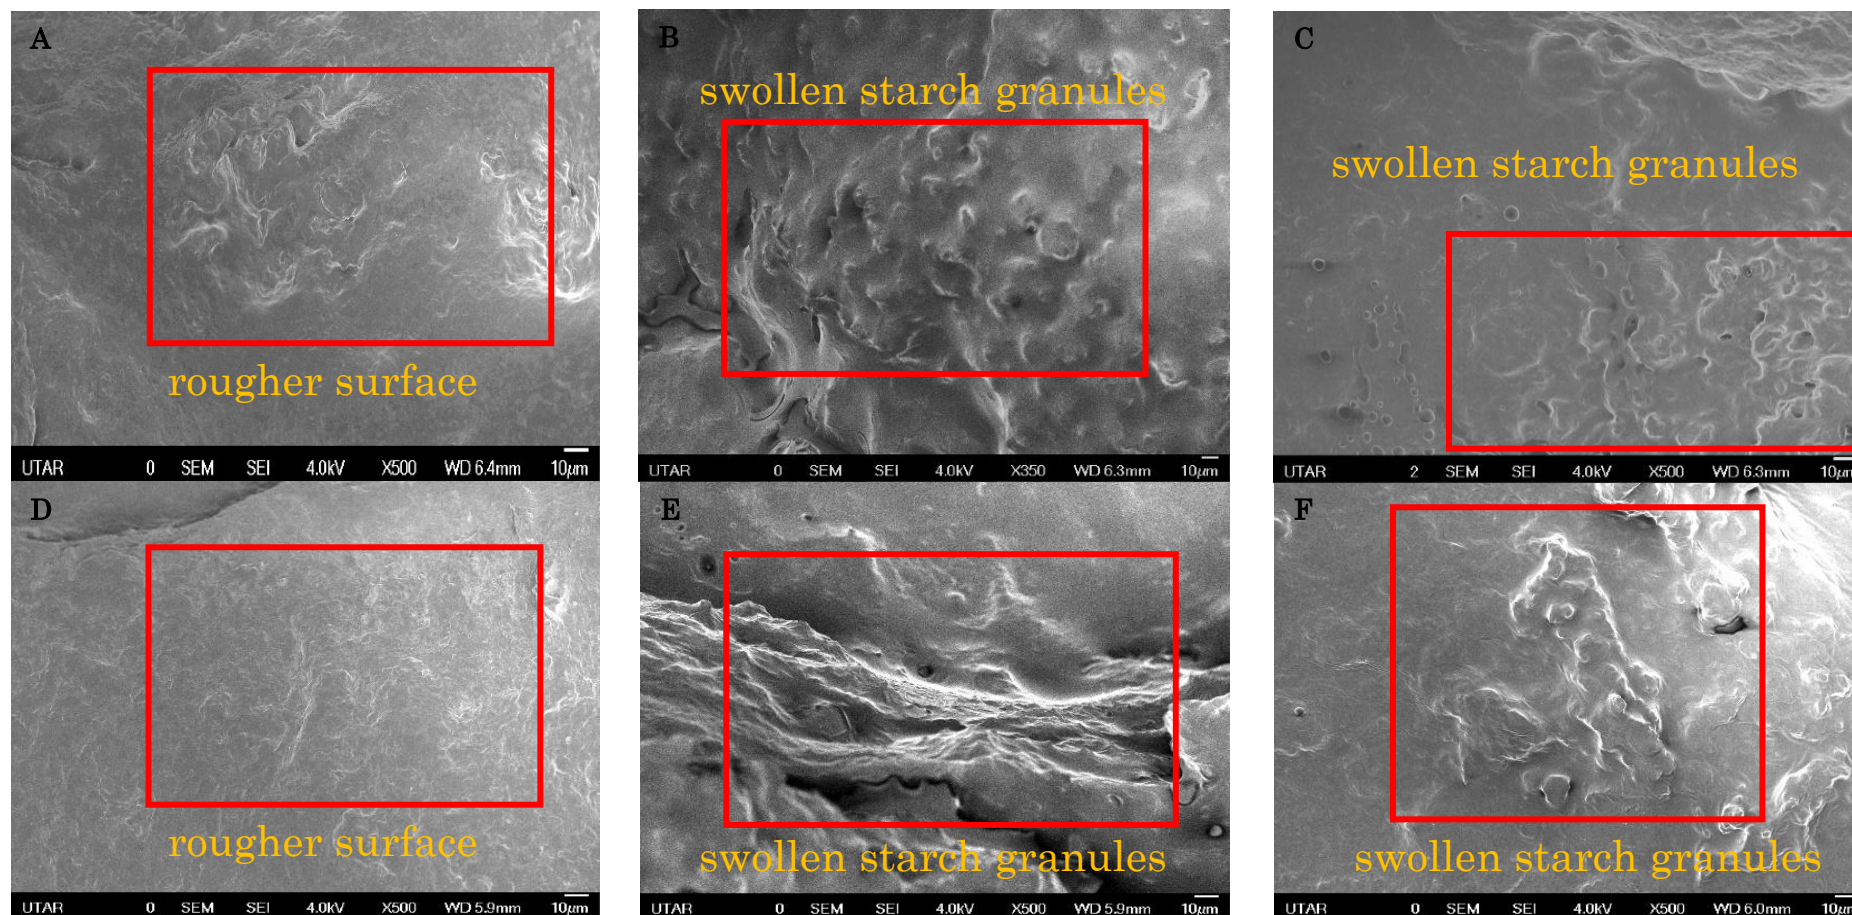 A
rougher surface
UTAR 0 SEM SEI 4.0kV X500 WD 6.4mm 10μm
B
swollen starch granules
UTAR 0 SEM SEI 4.0kV X350 WD 6.3mm 10μm
C
swollen starch granules
UTAR 2 SEM SEI 4.0kV X500 WD 6.3mm 10μm
D
rougher surface
UTAR 0 SEM SEI 4.0kV X500 WD 5.9mm 10μm
E
swollen starch granules
UTAR 0 SEM SEI 4.0kV X500 WD 5.9mm 10μm
F
swollen starch granules
UTAR 0 SEM SEI 4.0kV X500 WD 6.0mm 10μm